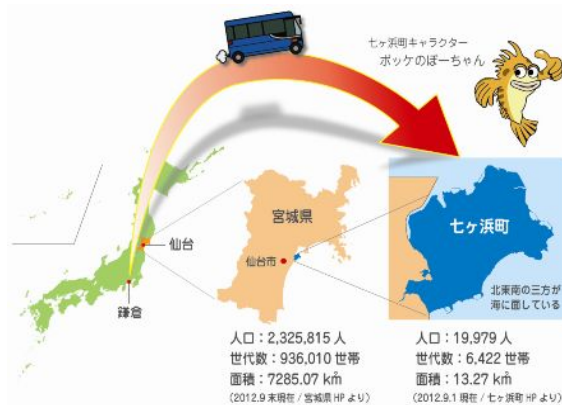 七ヶ浜町キャラクター
ボッケのぼーちゃん
仙台
鎌倉
宮城県
仙台市
七ヶ浜町
北東南の三方が
海に面している
人口：2,325,815 人
世代数：936,010 世帯
面積：7285.07 km²
（2012.9 末現在 / 宮城県 HP より）
人口：19,979 人
世代数：6,422 世帯
面積：13.27 km²
（2012.9.1 現在 / 七ヶ浜町 HP より）